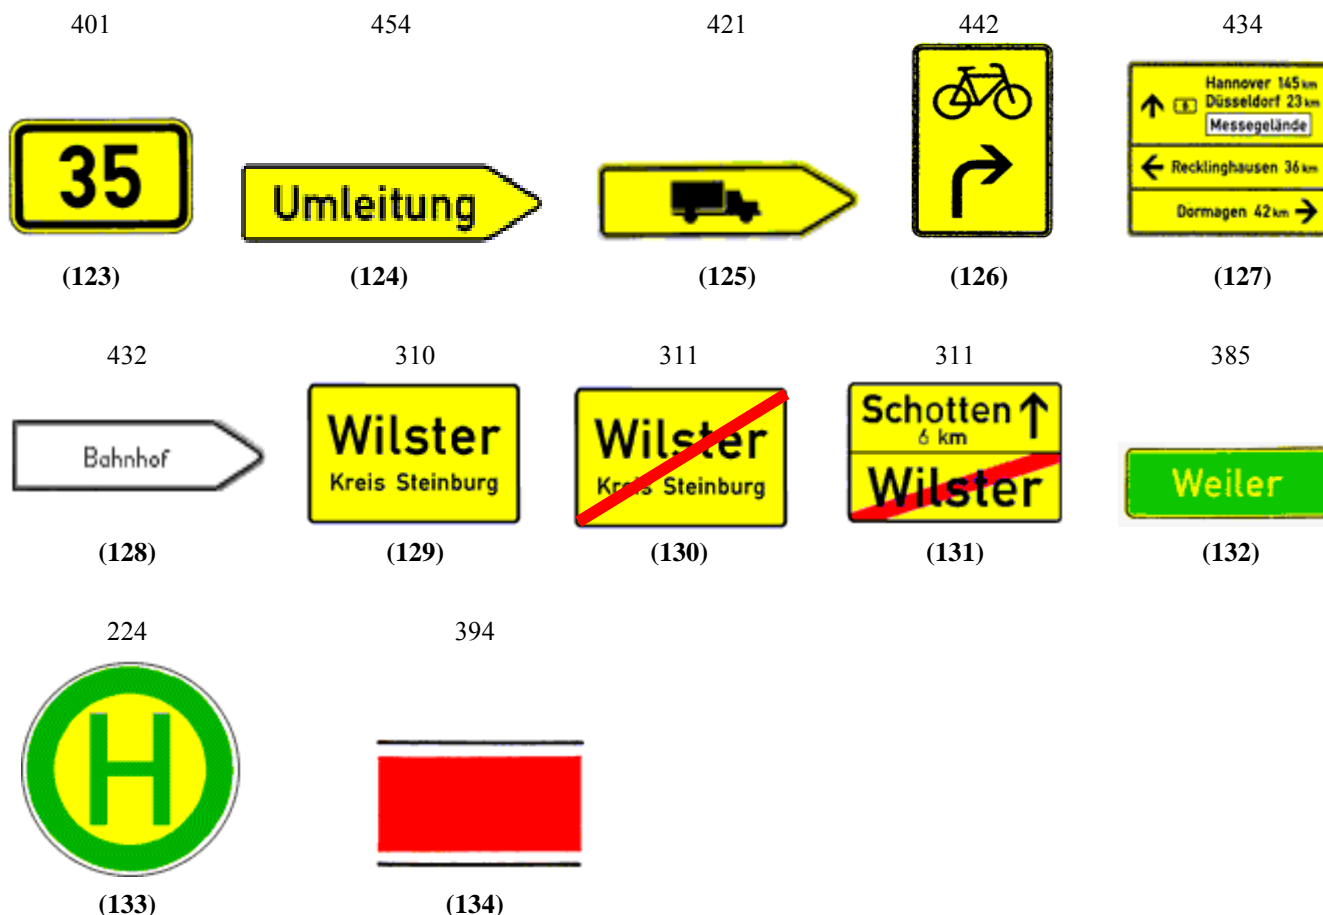 401 454 421 442 434
35
Umleitung
Hannover 145 km
8 Düsseldorf 23 km
Messegelände
Recklinghausen 36 km
Dormagen 42 km
(123) (124) (125) (126) (127)
432 310 311 311 385
Bahnhof
Wilster
Kreis Steinburg
Wilster
Kreis Steinburg
Schotten
6 km
Wilster
Weiler
(128) (129) (130) (131) (132)
224 394
H
(133) (134)